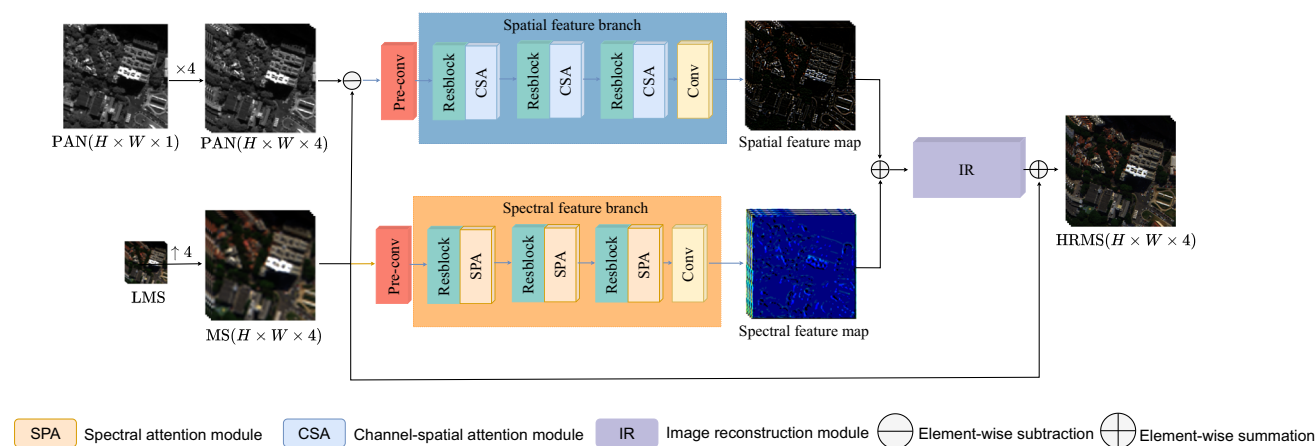 Spatial feature branch
×4
Pre-conv
Resblock
CSA
Resblock
CSA
Resblock
CSA
Conv
PAN(H × W × 1)
PAN(H × W × 4)
Spatial feature map
IR
Spectral feature branch
↑ 4
Pre-conv
Resblock
SPA
Resblock
SPA
Resblock
SPA
Conv
LMS
MS(H × W × 4)
Spectral feature map
HRMS(H × W × 4)
SPA Spectral attention module
CSA Channel-spatial attention module
IR Image reconstruction module
Element-wise subtraction
Element-wise summation